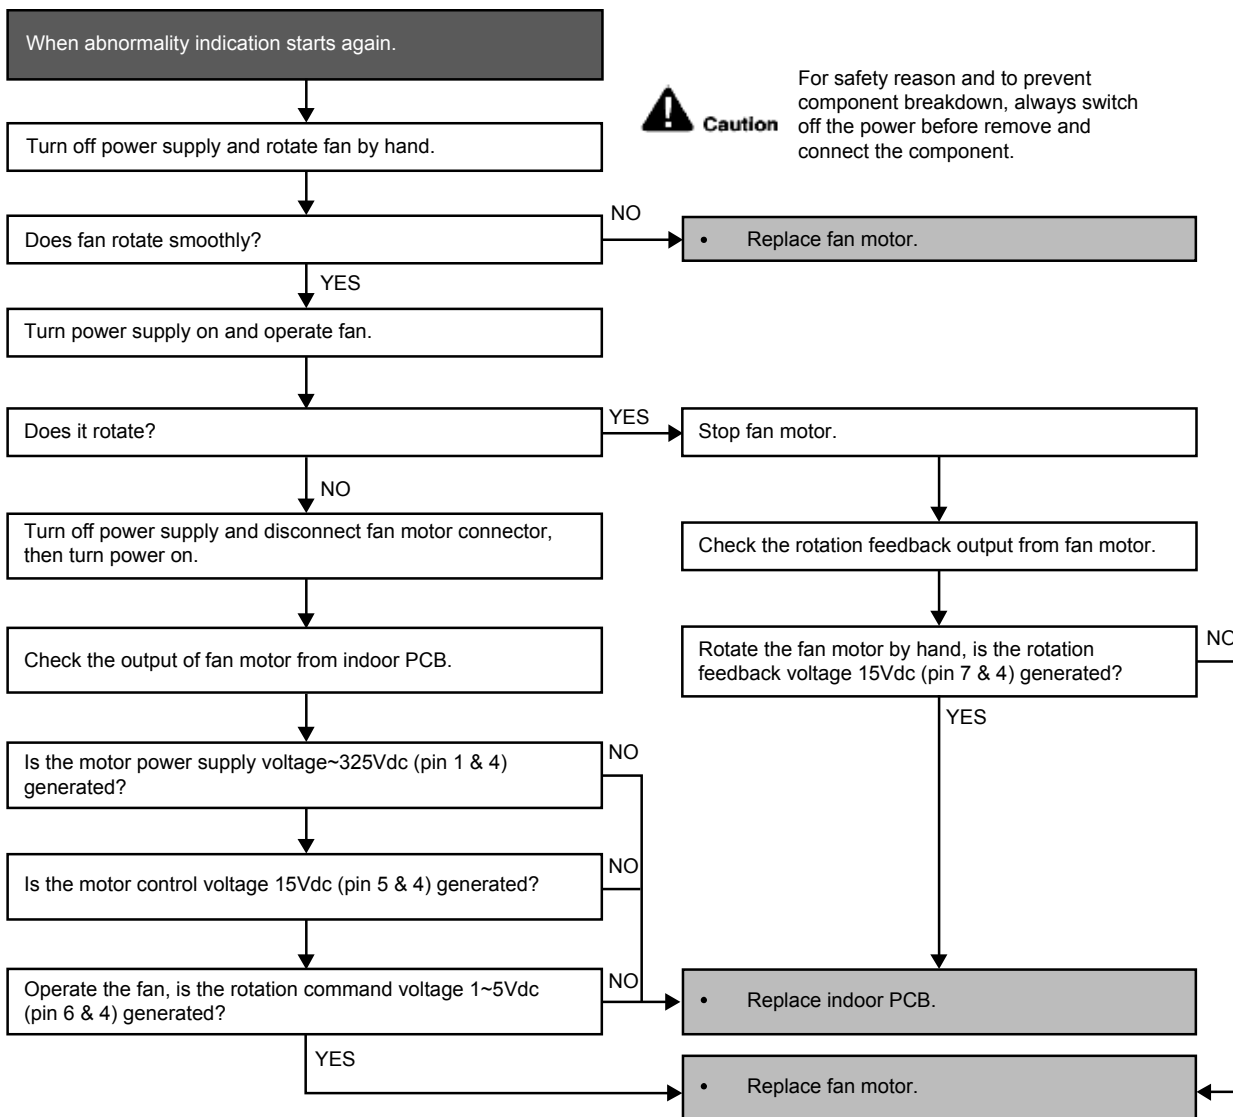 When abnormality indication starts again.
Caution
For safety reason and to prevent
component breakdown, always switch
off the power before remove and
connect the component.
Turn off power supply and rotate fan by hand.
Does fan rotate smoothly?
NO
• Replace fan motor.
YES
Turn power supply on and operate fan.
Does it rotate?
YES
Stop fan motor.
NO
Turn off power supply and disconnect fan motor connector,
then turn power on.
Check the rotation feedback output from fan motor.
Check the output of fan motor from indoor PCB.
Rotate the fan motor by hand, is the rotation
feedback voltage 15Vdc (pin 7 & 4) generated?
NO
YES
Is the motor power supply voltage~325Vdc (pin 1 & 4)
generated?
NO
Is the motor control voltage 15Vdc (pin 5 & 4) generated?
NO
Operate the fan, is the rotation command voltage 1~5Vdc
(pin 6 & 4) generated?
NO
• Replace indoor PCB.
YES
• Replace fan motor.